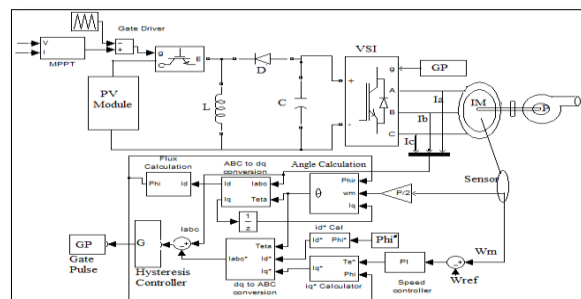 Gate Driver
V
I
MPPT
g
E
PV
Module
L
D
C
VSI
g
GP
+
-
A
B
C
Ia
Ib
Ic
IM
P
Sensor
Flux
Calculation
Phi Id
ABC to dq
conversion
Id Iabc
Iq Teta
Angle Calculation
θ
Phir
wm
Iq
P/2
1
z
Iabc
GP
Gate
Pulse
G
Hysteresis
Controller
Iabc*
Teta
Id*
Iq*
dq to ABC
conversion
id* Cal
Id* Phi*
Phi*
Iq*
Te*
Phi
iq* Calculator
PI
Speed
controller
Wm
Wref